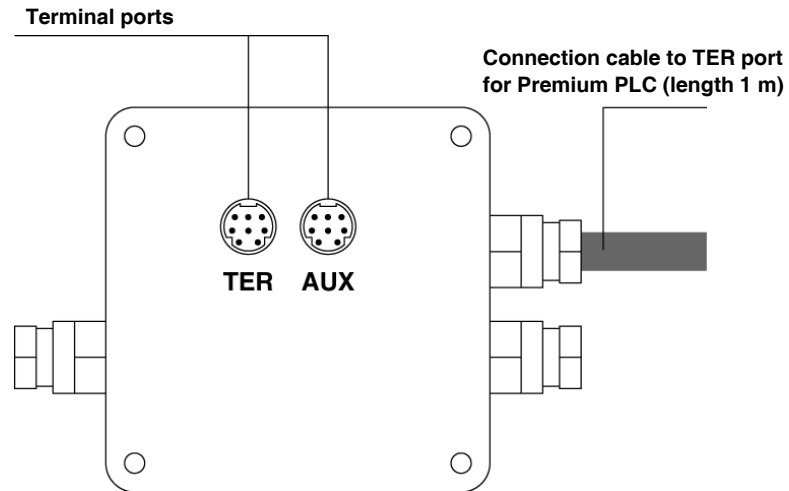 Terminal ports
Connection cable to TER port
for Premium PLC (length 1 m)
TER AUX